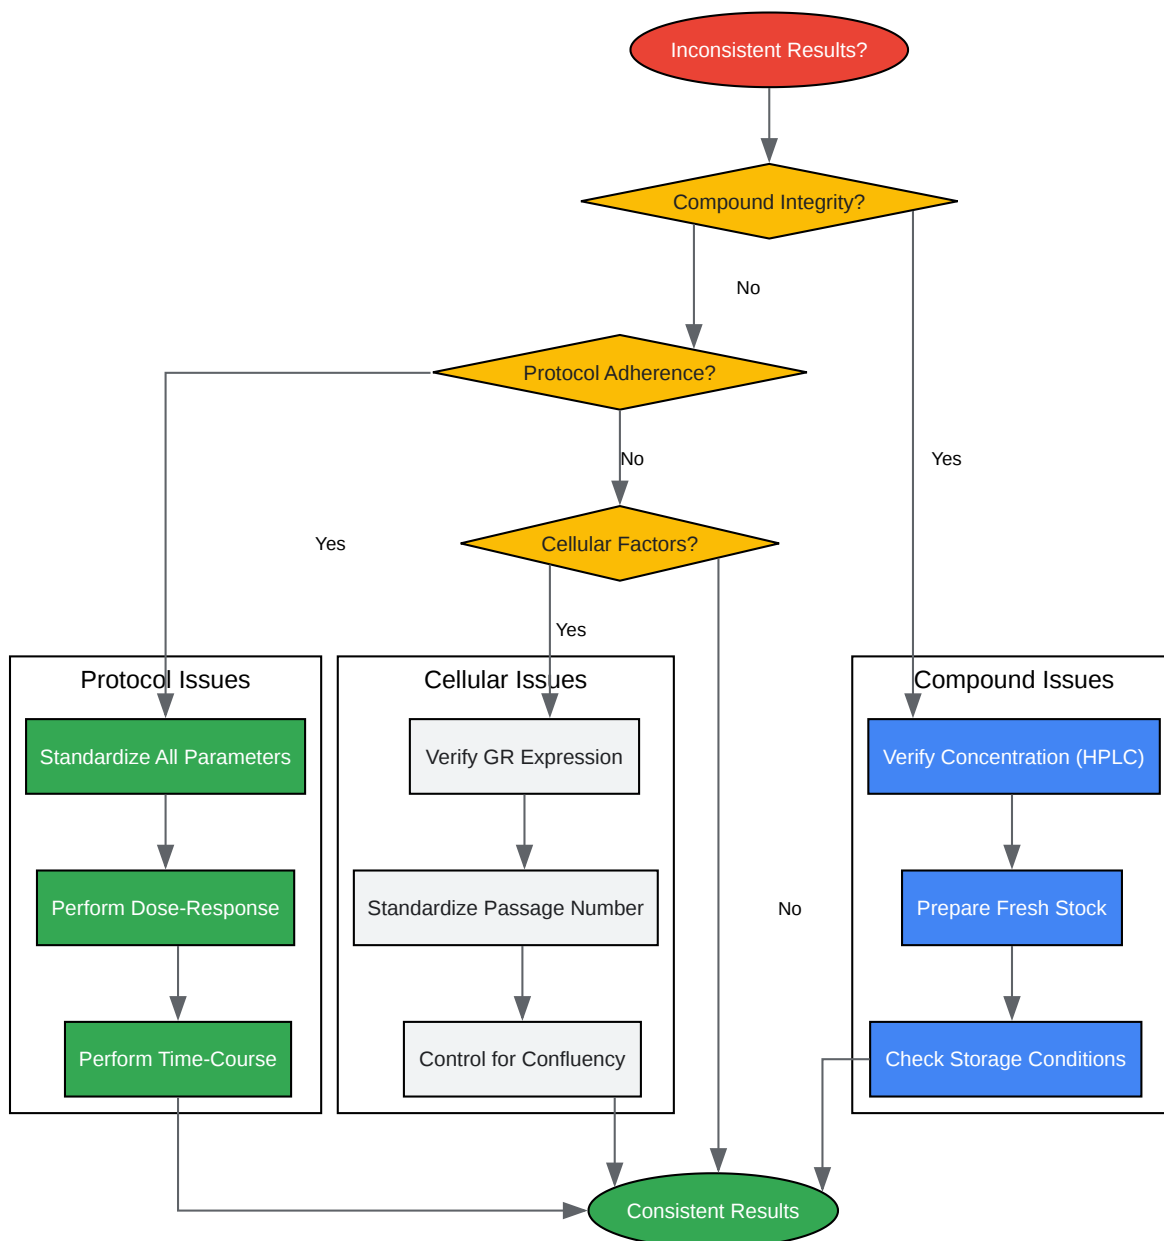 Inconsistent Results?
Compound Integrity?
No
Protocol Adherence?
No
Yes
Yes
Cellular Factors?
Yes
Protocol Issues
Cellular Issues
Compound Issues
Standardize All Parameters
Verify GR Expression
Verify Concentration (HPLC)
Perform Dose-Response
Standardize Passage Number
No
Prepare Fresh Stock
Perform Time-Course
Control for Confluency
Check Storage Conditions
Consistent Results